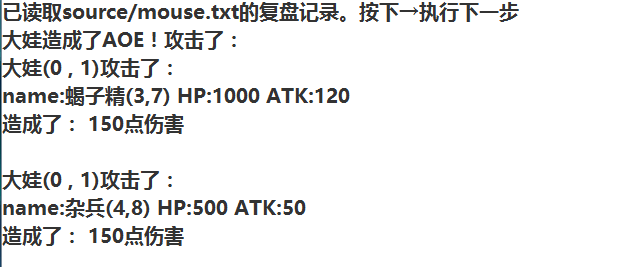 已读取source/mouse.txt的复盘记录。按下→执行下一步
大娃造成了AOE！攻击了：
大娃(0 , 1)攻击了：
name:蝎子精(3,7) HP:1000 ATK:120
造成了： 150点伤害
大娃(0 , 1)攻击了：
name:杂兵(4,8) HP:500 ATK:50
造成了： 150点伤害